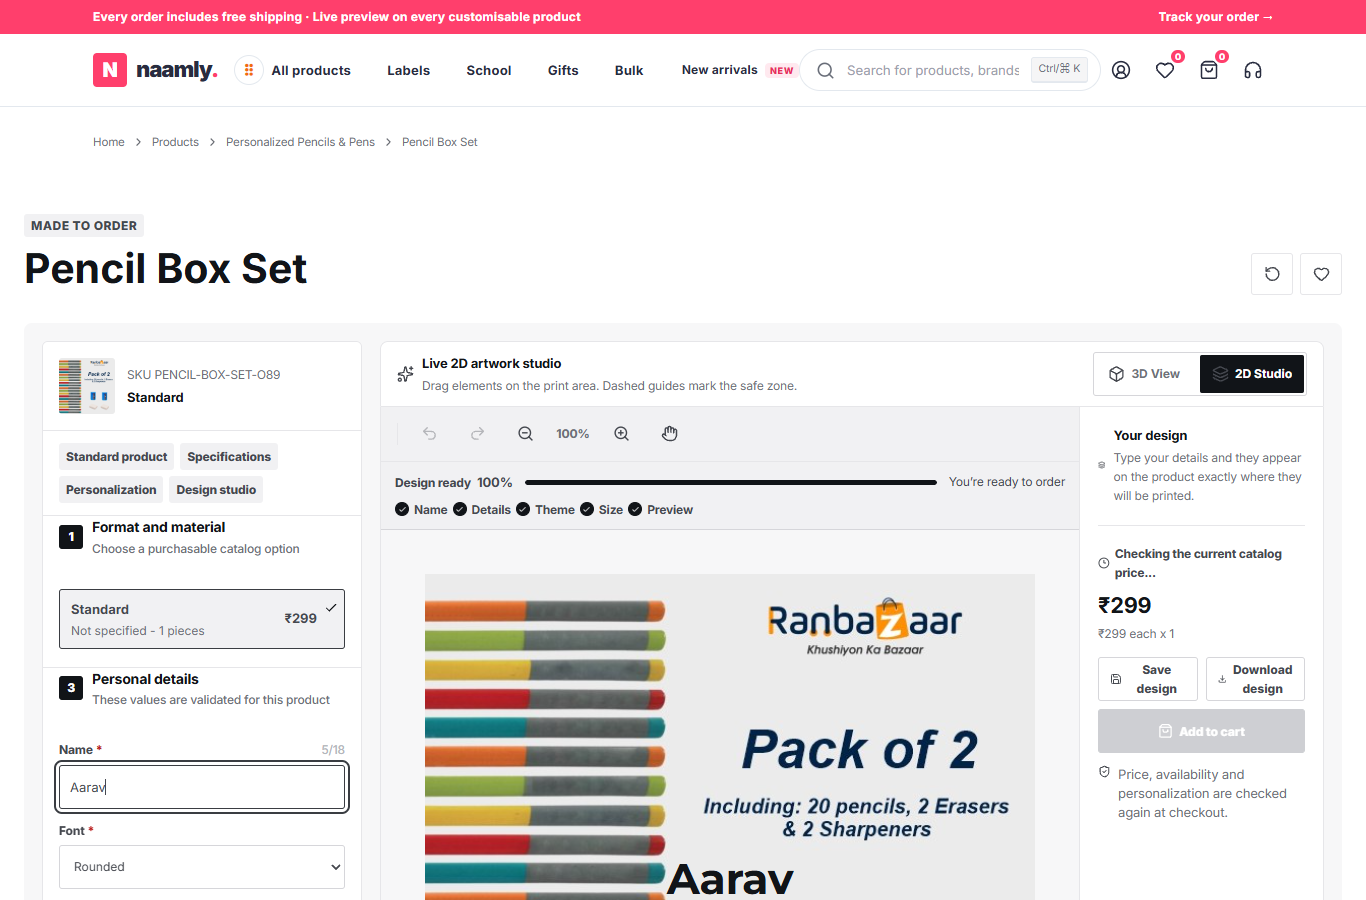 Every order includes free shipping · Live preview on every customisable product
Track your order →
N naamly.
All products
Labels
School
Gifts
Bulk
New arrivals NEW
Search for products, brands
Ctrl/⌘ K
0
0
Home > Products > Personalized Pencils & Pens > Pencil Box Set
MADE TO ORDER
Pencil Box Set
SKU PENCIL-BOX-SET-O89
Standard
Standard product
Specifications
Personalization
Design studio
1 Format and material
Choose a purchasable catalog option
Standard
Not specified - 1 pieces
₹299
3 Personal details
These values are validated for this product
Name *
5/18
Aarav
Font *
Rounded
Live 2D artwork studio
Drag elements on the print area. Dashed guides mark the safe zone.
3D View
2D Studio
100%
Design ready 100%
You're ready to order
Name Details Theme Size Preview
Ranbazaar
Khushiyon Ka Bazaar
Pack of 2
Including: 20 pencils, 2 Erasers
& 2 Sharpeners
Aarav
Your design
Type your details and they appear
on the product exactly where they
will be printed.
Checking the current catalog
price...
₹299
₹299 each x 1
Save
design
Download
design
Add to cart
Price, availability and
personalization are checked
again at checkout.